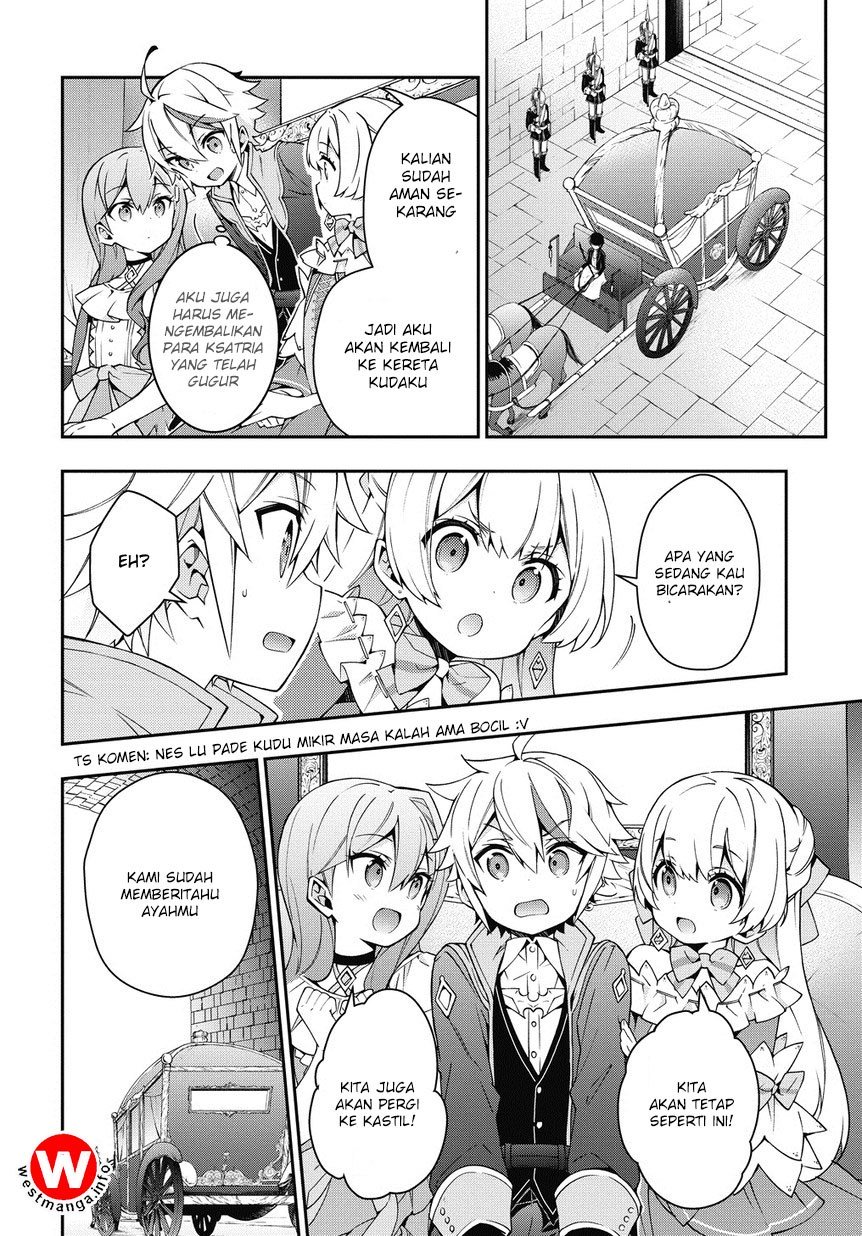 KALIAN
SUDAH
AMAN SE-
KARANG
JADI AKU
AKAN KEMBALI
KE KERETA
KUDAKU
AKU JUGA
HARUS ME-
NGEMBALIKAN
PARA KSATRIA
YANG TELAH
GUGUR
APA YANG
SEDANG KAU
BICARAKAN?
EH?
TS KOMEN: NES LU PADE KUDU MIKIR MASA KALAH AMA BOCIL :V
KITA
AKAN TETAP
SEPERTI INI!
KITA JUGA
AKAN PERGI
KE KASTIL!
KAMI SUDAH
MEMBERITAHU
AYAHMU
W
westmanga.info